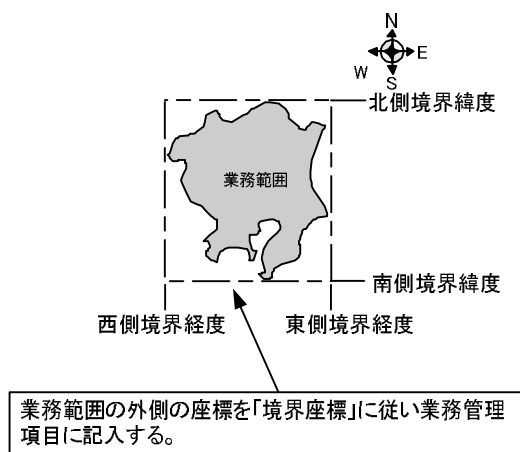 N
W
E
S
北側境界緯度
業務範囲
南側境界緯度
西側境界経度
東側境界経度
業務範囲の外側の座標を「境界座標」に従い業務管理
項目に記入する。